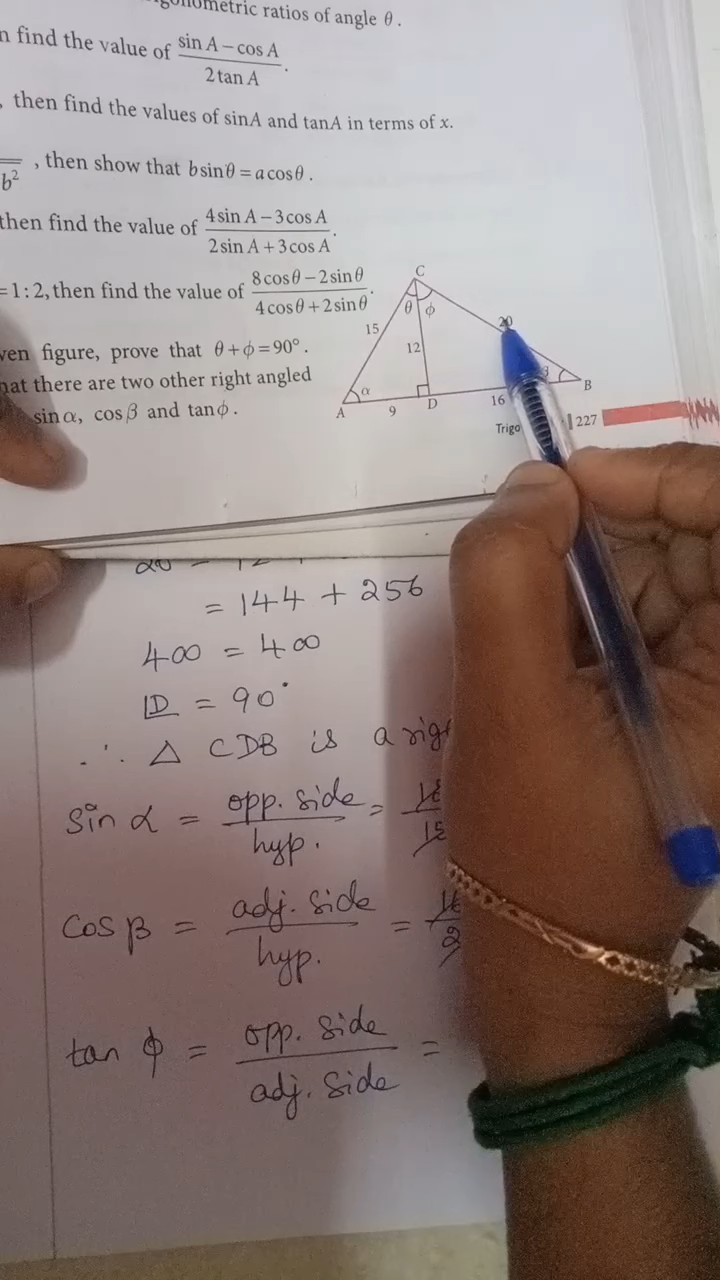 ometric ratios of angle θ.
find the value of (sin A − cos A)/(2 tan A).
, then find the values of sinA and tanA in terms of x.
b² , then show that b sinθ = a cosθ.
then find the value of (4 sin A − 3 cos A)/(2 sin A + 3 cos A).
= 1 : 2, then find the value of (8 cosθ − 2 sinθ)/(4 cosθ + 2 sinθ).
figure, prove that θ + ϕ = 90°.
there are two other right angled
sin α, cos β and tan ϕ.
C
θ ϕ
15
12
20
α
β
A
9
D
16
B
Trigo
227
= 144 + 256
400 = 400
∠D = 90°
∴ △ CDB is a
sin α = opp. side / hyp. =
cos β = adj. side / hyp. =
tan ϕ = opp. side / adj. side =